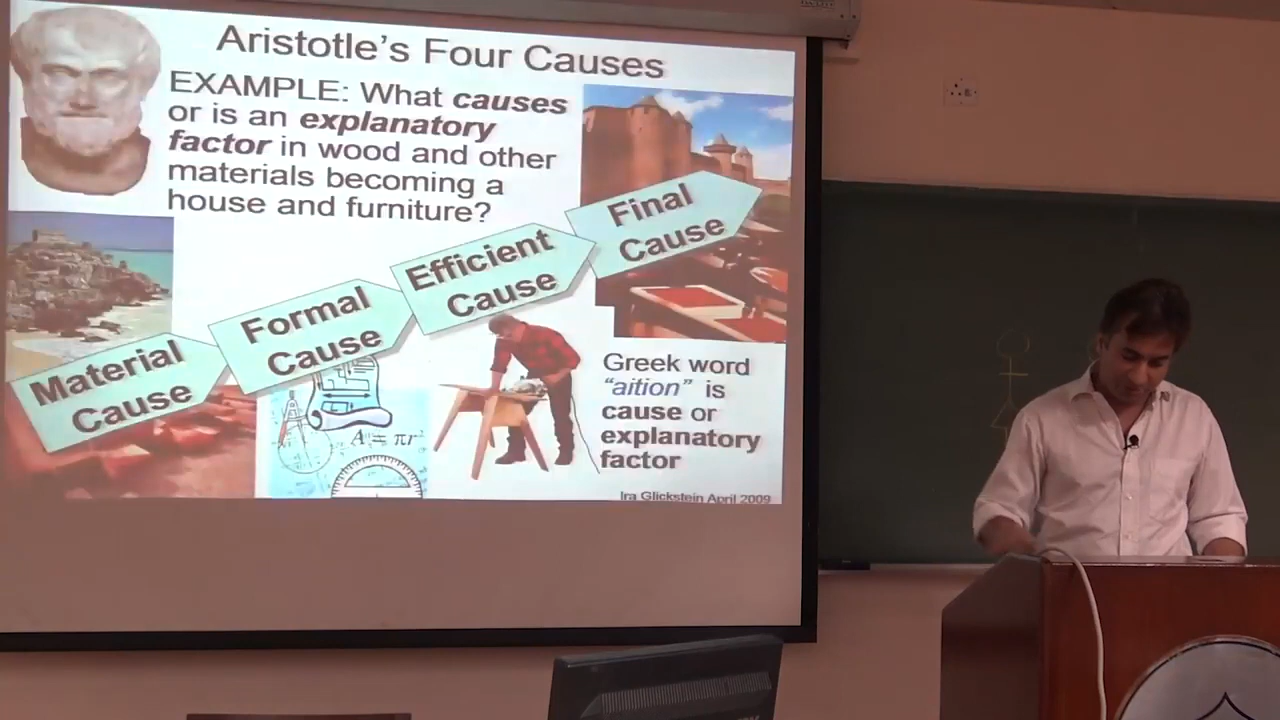 Aristotle's Four Causes
EXAMPLE: What causes
or is an explanatory
factor in wood and other
materials becoming a
house and furniture?
Material
Cause
Formal
Cause
Efficient
Cause
Final
Cause
A = πr²
Greek word
"aition" is
cause or
explanatory
factor
Ira Glickstein April 2009